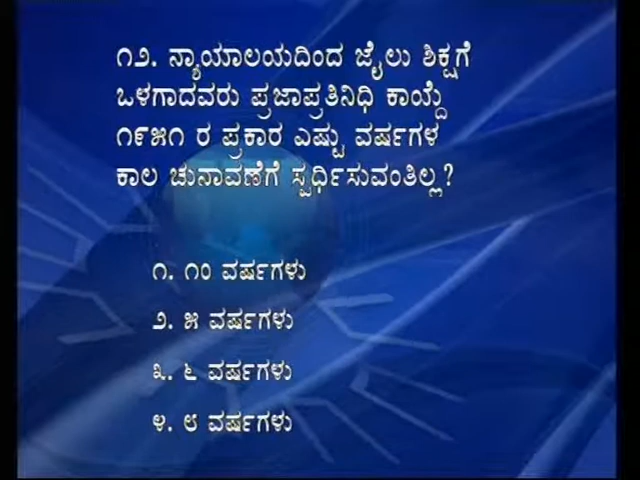 ೧೨. ನ್ಯಾಯಾಲಯದಿಂದ ಜೈಲು ಶಿಕ್ಷಗೆ
ಒಳಗಾದವರು ಪ್ರಜಾಪ್ರತಿನಿಧಿ ಕಾಯ್ದೆ
೧೯೫೧ ರ ಪ್ರಕಾರ ಎಷ್ಟು ವರ್ಷಗಳ
ಕಾಲ ಚುನಾವಣೆಗೆ ಸ್ಪರ್ಧಿಸುವಂತಿಲ್ಲ?
೧. ೧೦ ವರ್ಷಗಳು
೨. ೫ ವರ್ಷಗಳು
೩. ೬ ವರ್ಷಗಳು
೪. ೮ ವರ್ಷಗಳು